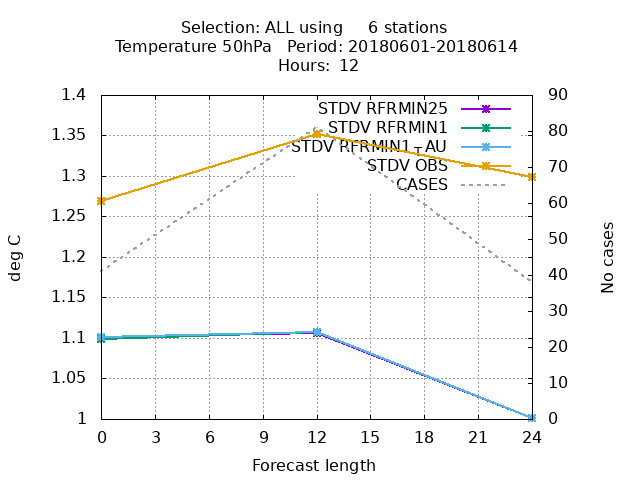 Selection: ALL using     6 stations
Temperature 50hPa   Period: 20180601-20180614
Hours:  12
STDV RFRMIN25
STDV RFRMIN1
STDV RFRMIN1_AU
STDV OBS
CASES
1.4
1.35
1.3
1.25
1.2
1.15
1.1
1.05
1
90
80
70
60
50
40
30
20
10
0
deg C
No cases
0 3 6 9 12 15 18 21 24
Forecast length